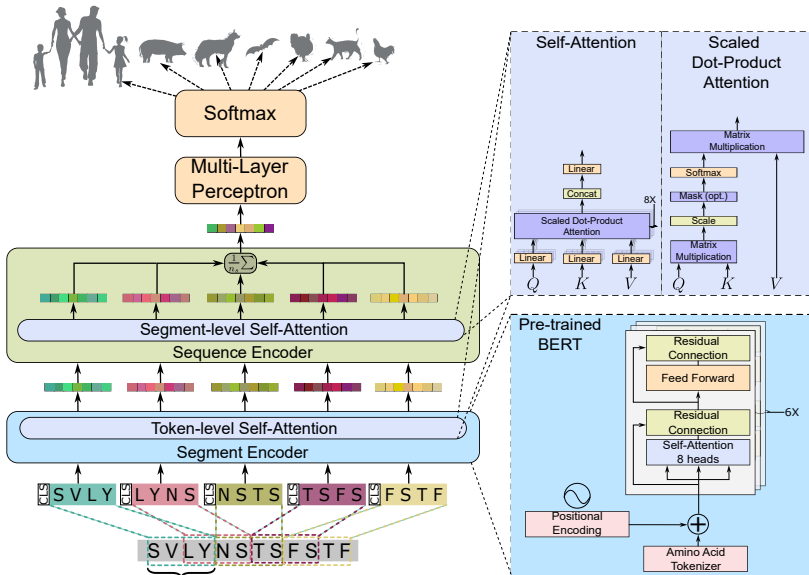 Softmax
Multi-Layer
Perceptron
1/n_s ∑
Segment-level Self-Attention
Sequence Encoder
Token-level Self-Attention
Segment Encoder
CLS S V L Y CLS L Y N S CLS N S T S CLS T S F S CLS F S T F
S V L Y N S T S F S T F
Self-Attention
Linear
Concat
8X
Scaled Dot-Product
Attention
Linear Linear Linear
Q K V
Scaled
Dot-Product
Attention
Matrix
Multiplication
Softmax
Mask (opt.)
Scale
Matrix
Multiplication
Q K V
Pre-trained
BERT
Residual
Connection
Feed Forward
Residual
Connection
6X
Self-Attention
8 heads
Positional
Encoding
Amino Acid
Tokenizer